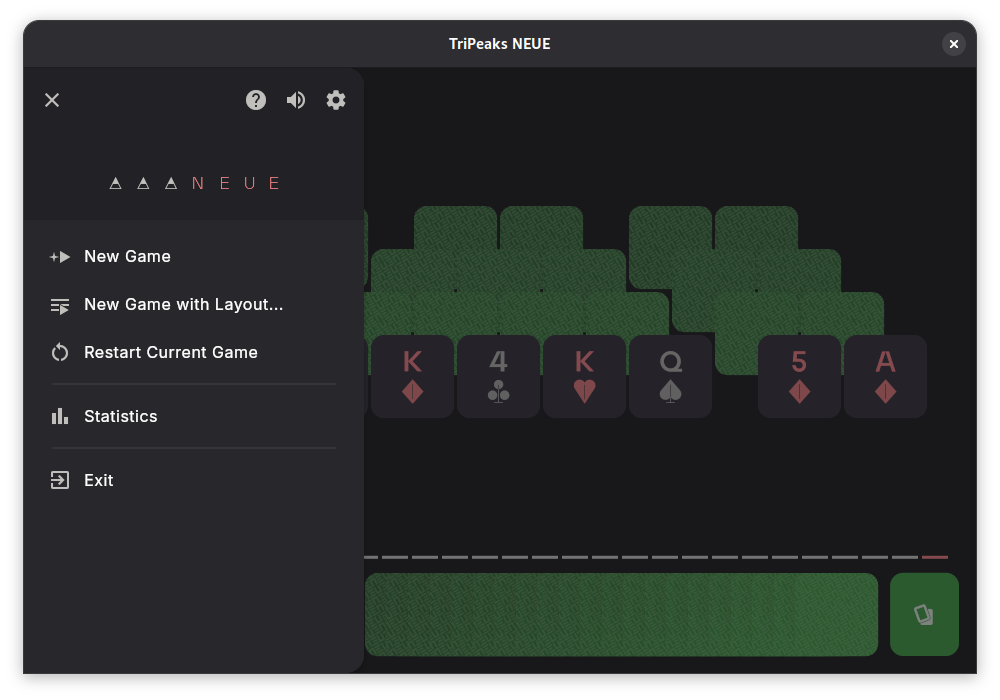 TriPeaks NEUE
NEUE
New Game
New Game with Layout...
Restart Current Game
Statistics
Exit
K 4 K Q 5 A